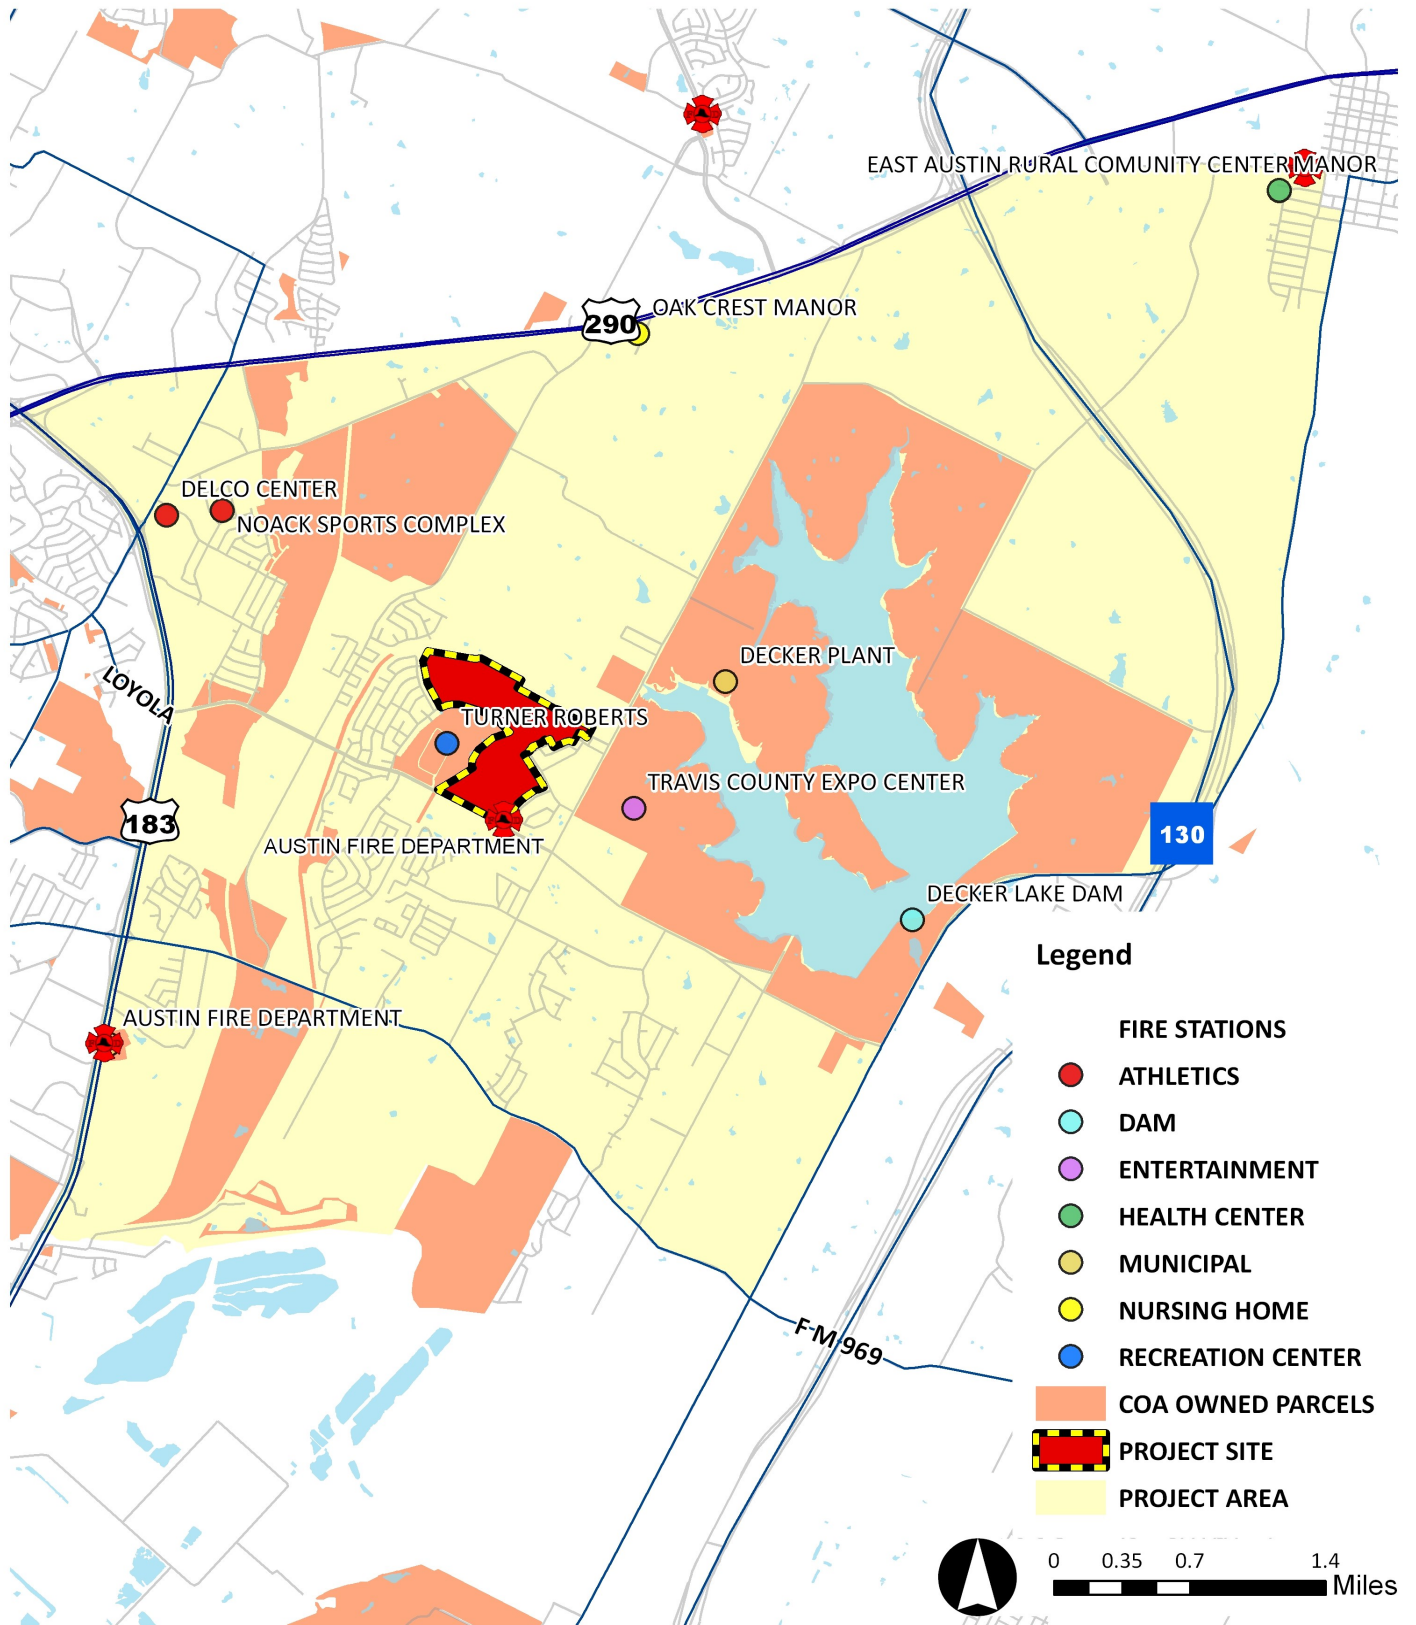 EAST AUSTIN RURAL COMUNITY CENTER
MANOR
OAK CREST MANOR
290
DELCO CENTER
NOACK SPORTS COMPLEX
DECKER PLANT
LOYOLA
TURNER ROBERTS
TRAVIS COUNTY EXPO CENTER
183
130
AUSTIN FIRE DEPARTMENT
DECKER LAKE DAM
AUSTIN FIRE DEPARTMENT
F M 969
Legend
FIRE STATIONS
ATHLETICS
DAM
ENTERTAINMENT
HEALTH CENTER
MUNICIPAL
NURSING HOME
RECREATION CENTER
COA OWNED PARCELS
PROJECT SITE
PROJECT AREA
0 0.35 0.7 1.4
Miles